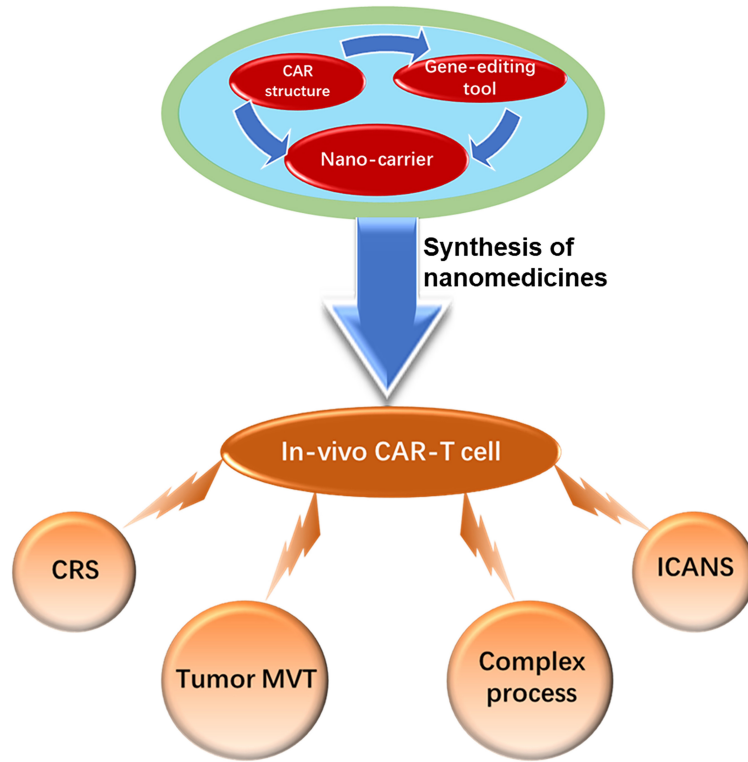 CAR
structure
Gene-editing
tool
Nano-carrier
Synthesis of
nanomedicines
In-vivo CAR-T cell
CRS
ICANS
Tumor MVT
Complex
process